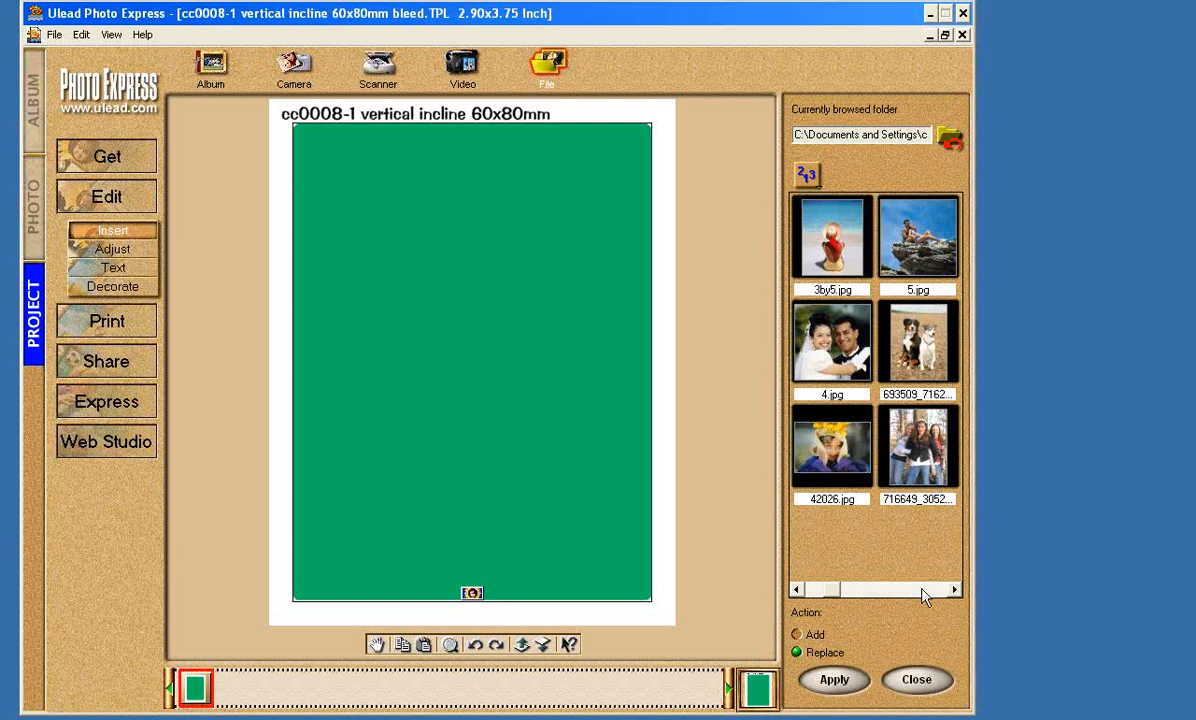 Ulead Photo Express - [cc0008-1 vertical incline 60x80mm bleed.TPL 2.90x3.75 Inch]
File Edit View Help
Album Camera Scanner Video File
ALBUM
PHOTO
PROJECT
PHOTO EXPRESS
www.ulead.com
Get
Edit
Insert
Adjust
Text
Decorate
Print
Share
Express
Web Studio
cc0008-1 vertical incline 60x80mm
Currently browsed folder
C:\Documents and Settings\c
213
3by5.jpg 5.jpg
4.jpg 693509_7162...
42026.jpg 716649_3052...
Action:
Add
Replace
Apply Close